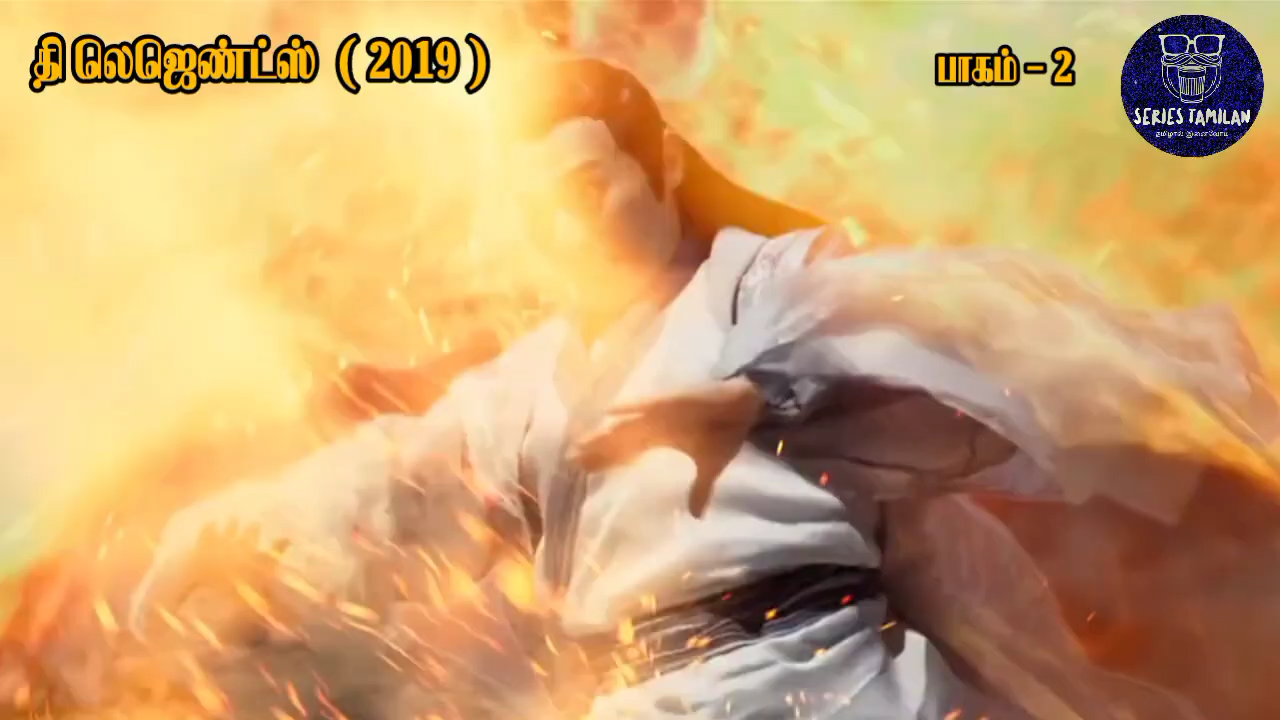 தி லெஜெண்ட்ஸ் ( 2019 )
பாகம் - 2
SERIES TAMILAN